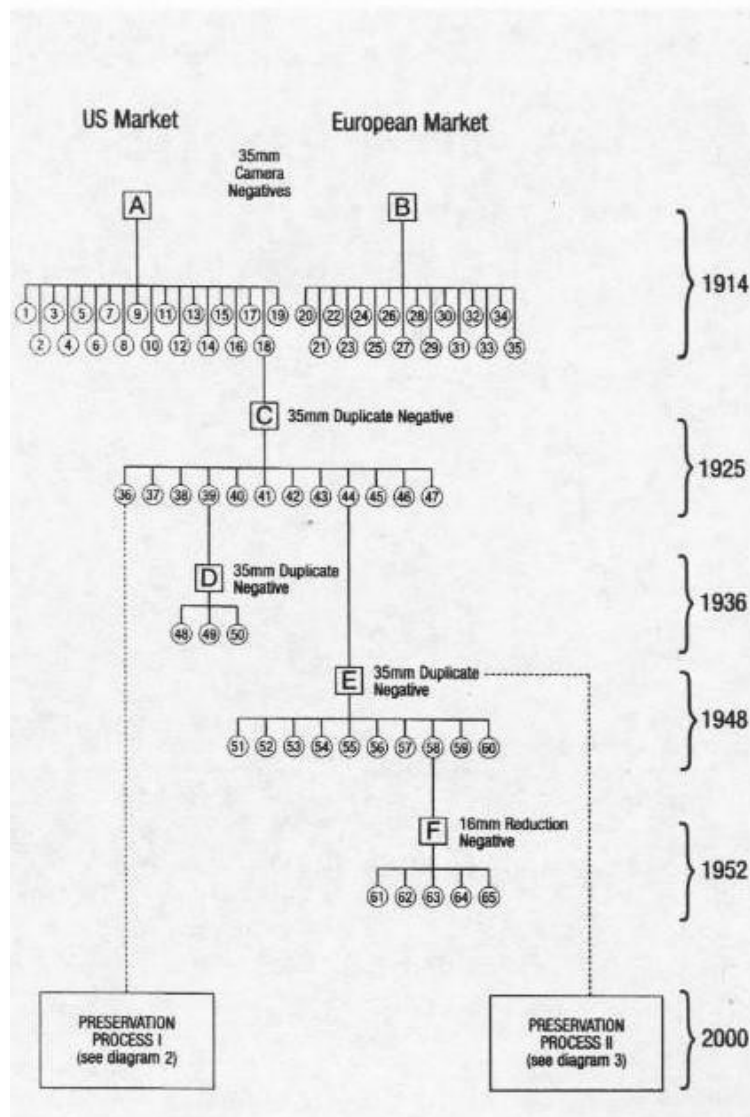 US Market
European Market
35mm
Camera
Negatives
A
B
1914
1 3 5 7 9 11 13 15 17 19
20 22 24 26 28 30 32 34
2 4 6 8 10 12 14 16 18
21 23 25 27 29 31 33 35
C
35mm Duplicate Negative
1925
36 37 38 39 40 41 42 43 44 45 46 47
D
35mm Duplicate
Negative
1936
48 49 50
E
35mm Duplicate
Negative
1948
51 52 53 54 55 56 57 58 59 60
F
16mm Reduction
Negative
1952
61 62 63 64 65
PRESERVATION
PROCESS I
(see diagram 2)
PRESERVATION
PROCESS II
(see diagram 3)
2000